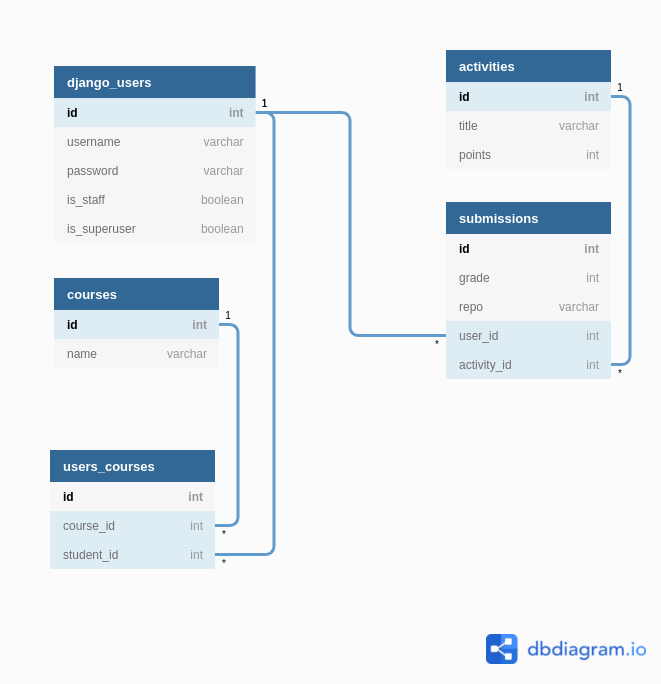 django_users
id int
username varchar
password varchar
is_staff boolean
is_superuser boolean
1
courses
id int
name varchar
1
users_courses
id int
course_id int
student_id int
*
*
activities
id int
title varchar
points int
1
submissions
id int
grade int
repo varchar
user_id int
activity_id int
*
*
dbdiagram.io